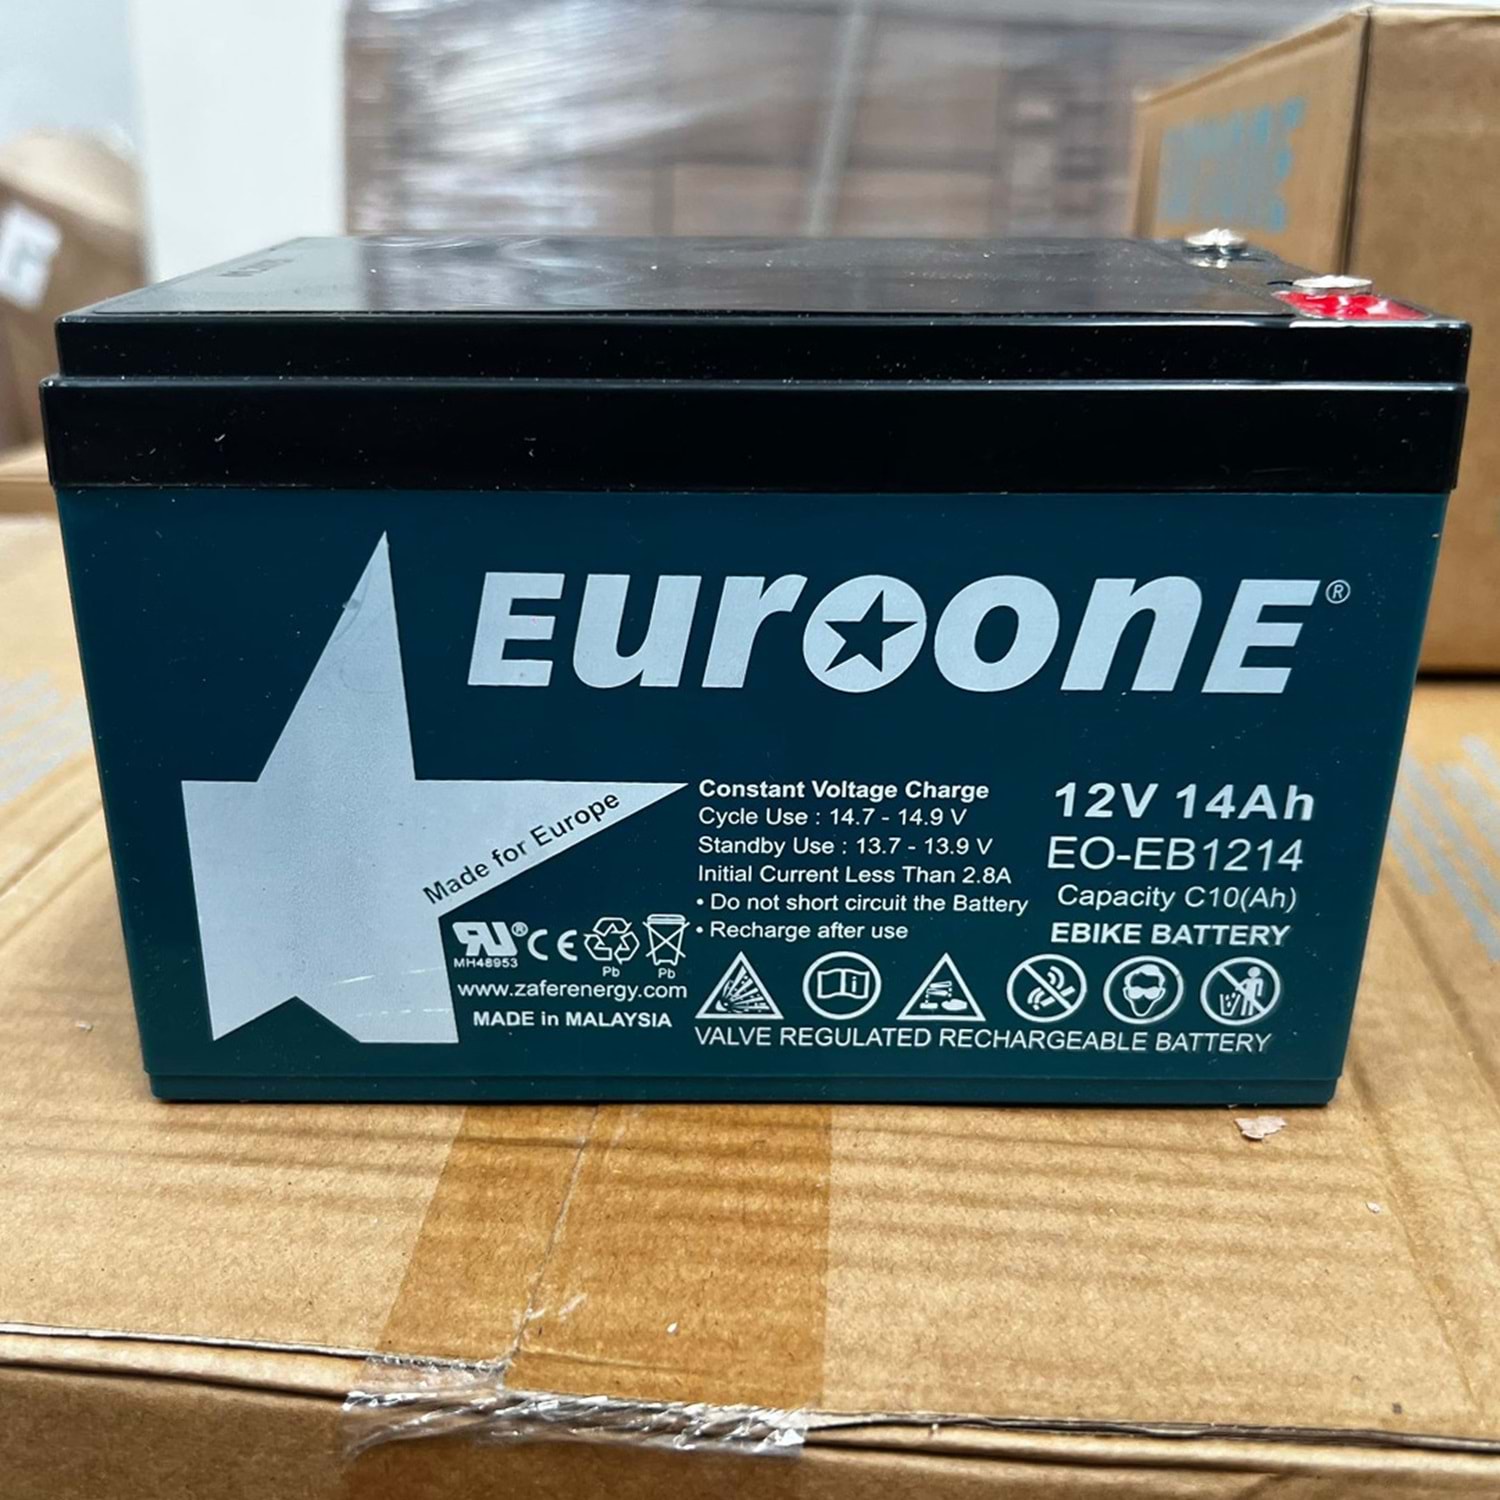 EUROONE®
Made for Europe
Constant Voltage Charge
Cycle Use : 14.7 - 14.9 V
Standby Use : 13.7 - 13.9 V
Initial Current Less Than 2.8A
• Do not short circuit the Battery
• Recharge after use
12V 14Ah
EO-EB1214
Capacity C10(Ah)
EBIKE BATTERY
RU® CE
MH48953
Pb Pb
www.zaferenergy.com
MADE in MALAYSIA
VALVE REGULATED RECHARGEABLE BATTERY